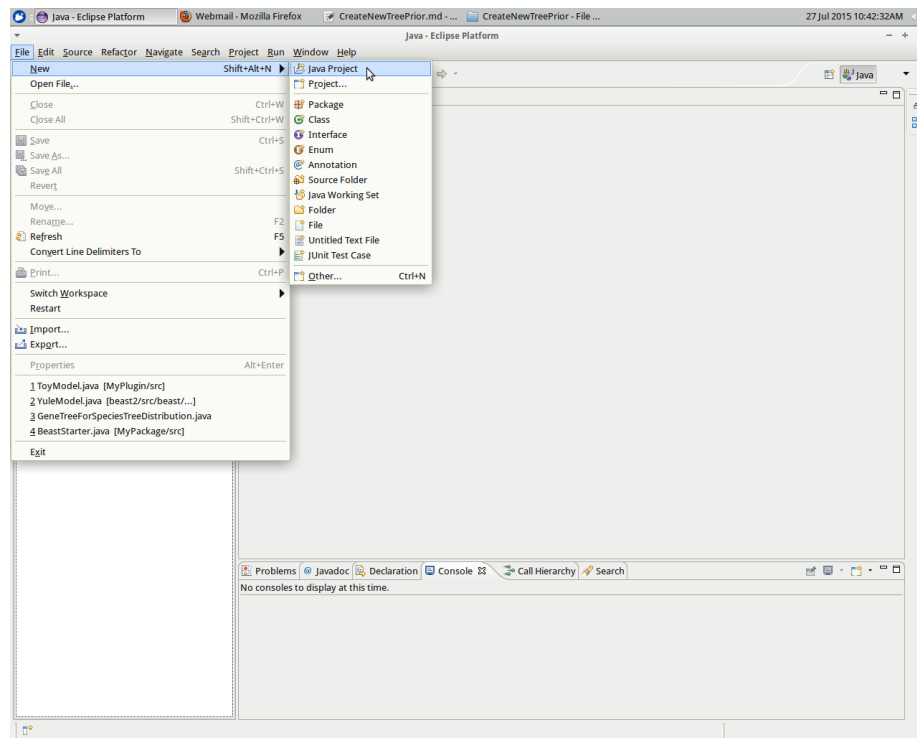 Java - Eclipse Platform
Webmail - Mozilla Firefox
CreateNewTreePrior.md - ...
CreateNewTreePrior - File ...
27 Jul 2015 10:42:32AM
Java - Eclipse Platform
File Edit Source Refactor Navigate Search Project Run Window Help
New Shift+Alt+N
Open File...
Close Ctrl+W
Close All Shift+Ctrl+W
Save Ctrl+S
Save As...
Save All Shift+Ctrl+S
Revert
Move...
Rename... F2
Refresh F5
Convert Line Delimiters To
Print... Ctrl+P
Switch Workspace
Restart
Import...
Export...
Properties Alt+Enter
1 ToyModel.java [MyPlugin/src]
2 YuleModel.java [beast2/src/beast/...]
3 GeneTreeForSpeciesTreeDistribution.java
4 BeastStarter.java [MyPackage/src]
Exit
Java Project
Project...
Package
Class
Interface
Enum
Annotation
Source Folder
Java Working Set
Folder
File
Untitled Text File
JUnit Test Case
Other... Ctrl+N
Java
Problems @ Javadoc Declaration Console Call Hierarchy Search
No consoles to display at this time.